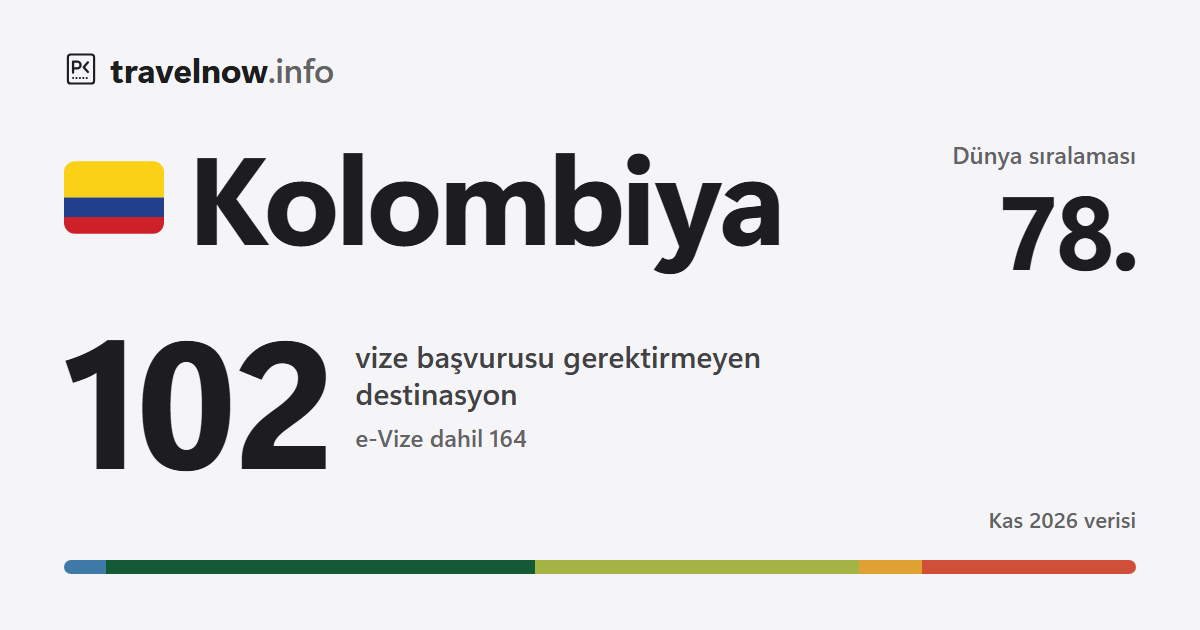 travelnow.info
Kolombiya
Dünya sıralaması
78.
102
vize başvurusu gerektirmeyen
destinasyon
e-Vize dahil 164
Kas 2026 verisi